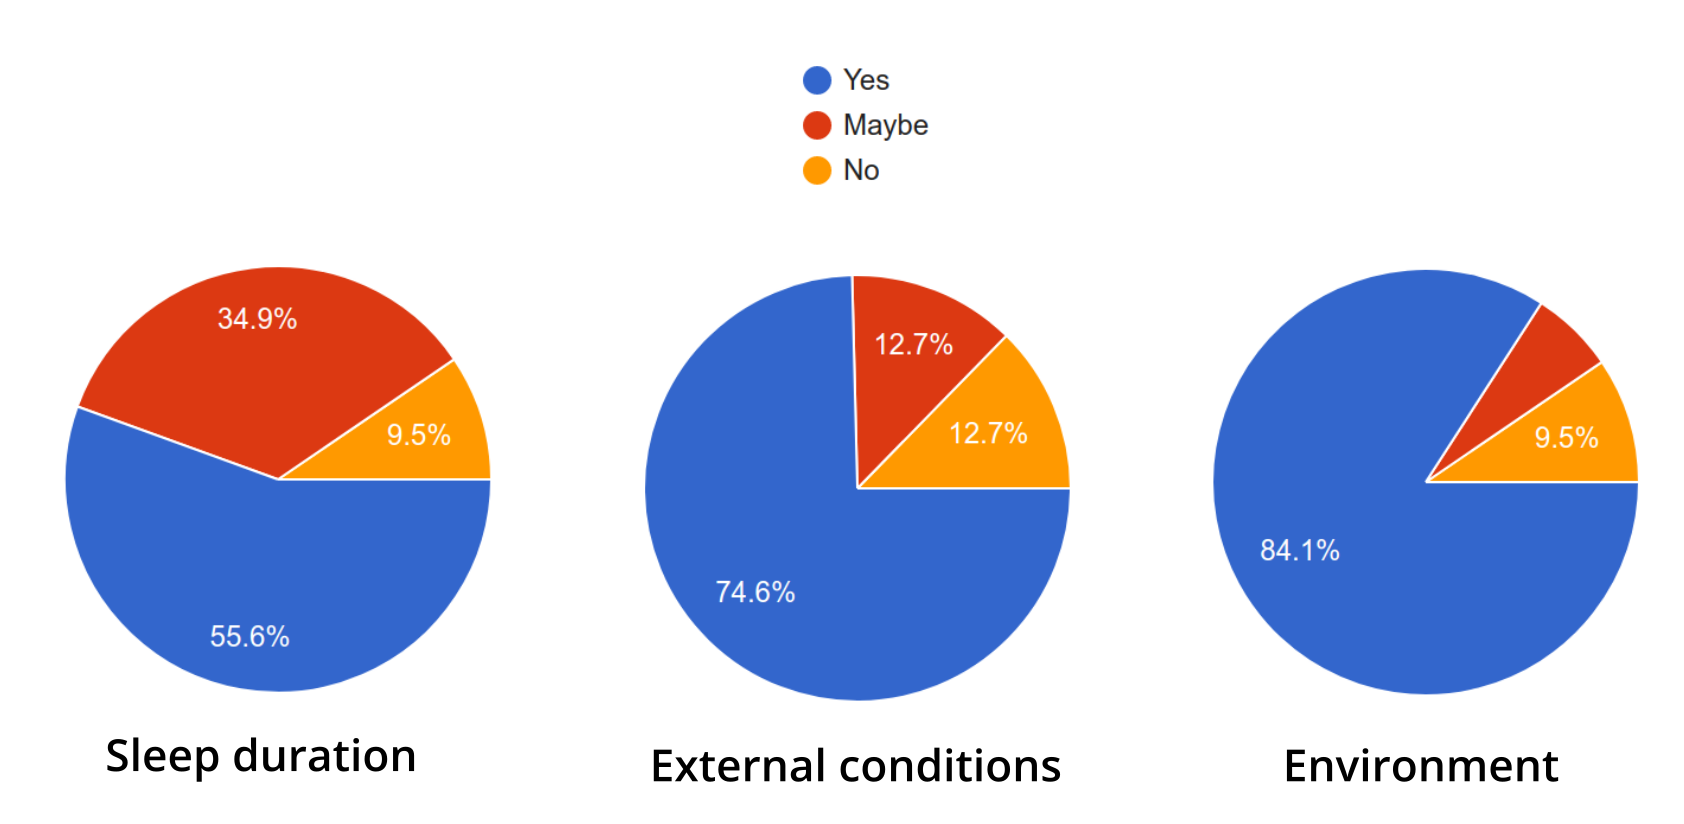 Yes
Maybe
No
34.9%
9.5%
55.6%
12.7%
12.7%
74.6%
9.5%
84.1%
Sleep duration
External conditions
Environment